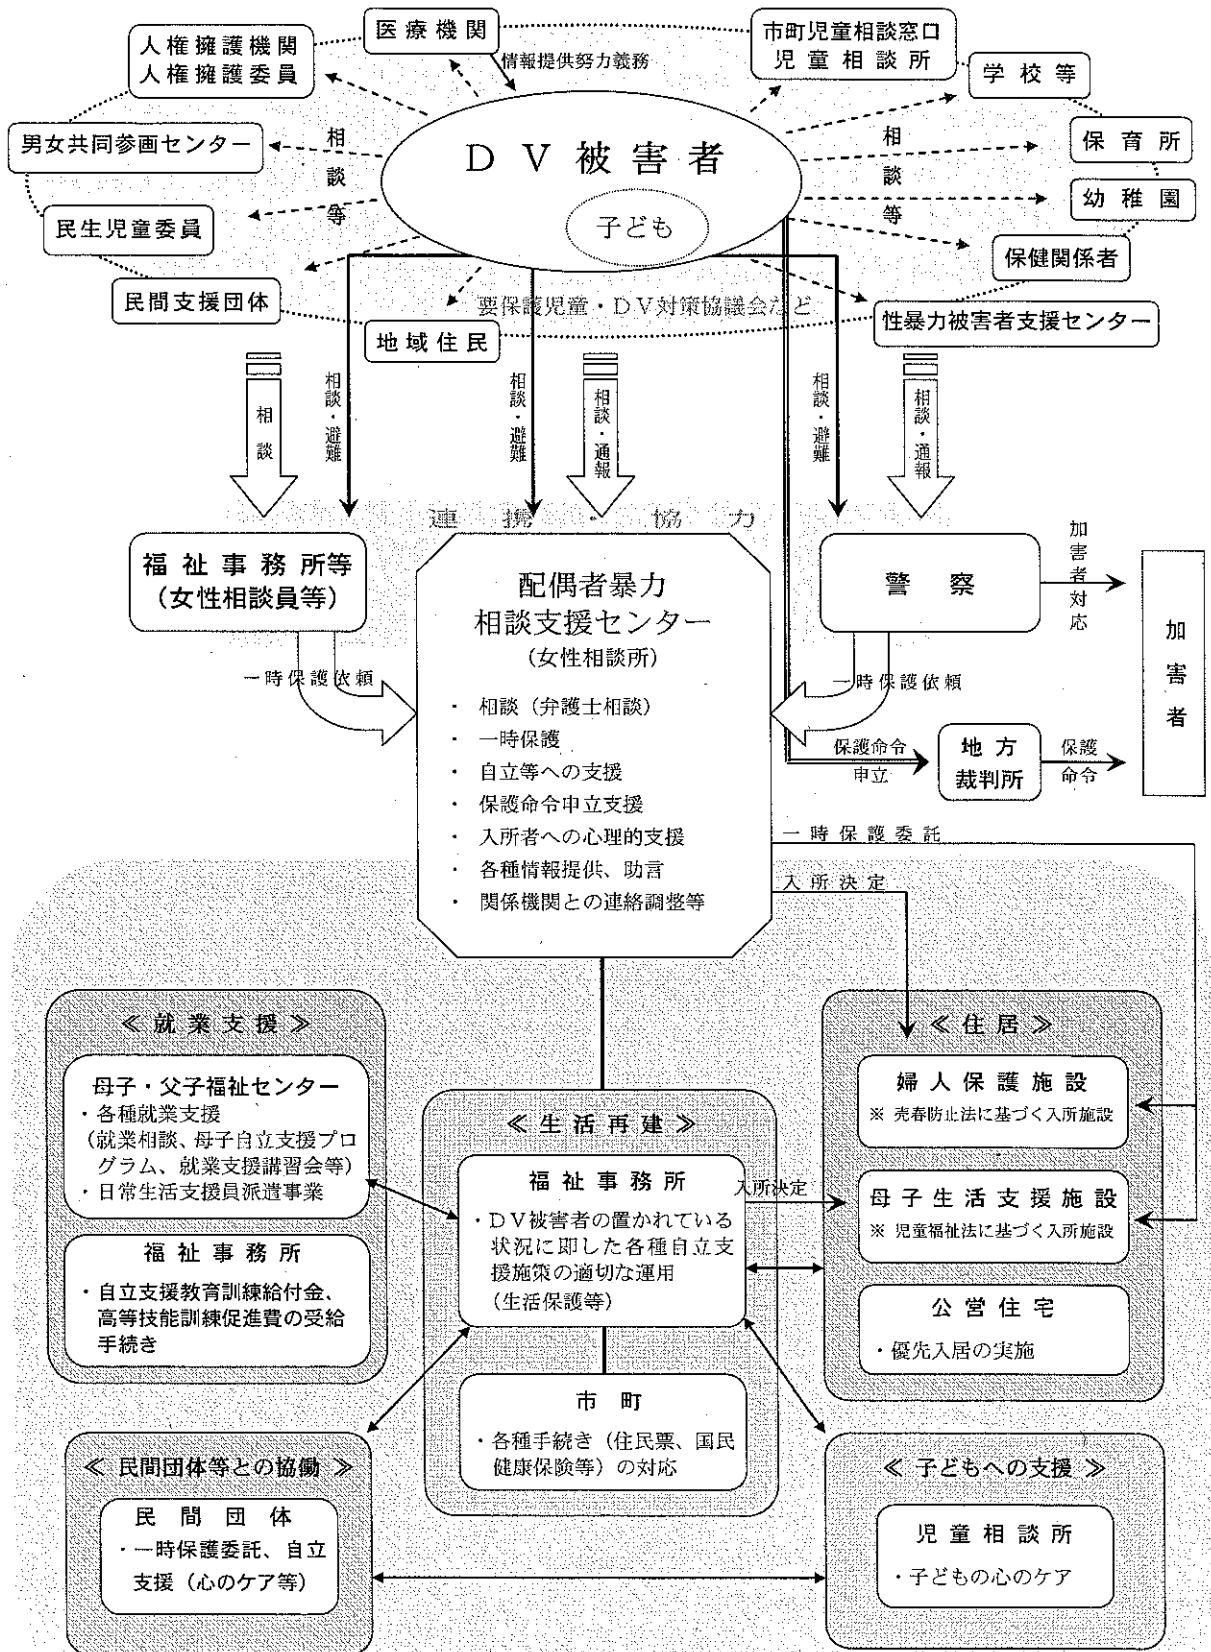 医療機関
人権擁護機関
人権擁護委員
市町児童相談窓口
児童相談所
情報提供努力義務
学校等
男女共同参画センター
相談等
DV被害者
子ども
相談等
保育所
幼稚園
民生児童委員
保健関係者
民間支援団体
要保護児童・DV対策協議会など
地域住民
性暴力被害者支援センター
相談
相談・避難
相談・避難
相談・通報
相談・避難
相談・通報
連携・協力
福祉事務所等
(女性相談員等)
配偶者暴力
相談支援センター
(女性相談所)
・ 相談(弁護士相談)
・ 一時保護
・ 自立等への支援
・ 保護命令申立支援
・ 入所者への心理的支援
・ 各種情報提供、助言
・ 関係機関との連絡調整等
警察
加害者対応
加害者
一時保護依頼
一時保護依頼
保護命令
申立
地方
裁判所
保護
命令
一時保護委託
入所決定
≪就業支援≫
母子・父子福祉センター
・各種就業支援
(就業相談、母子自立支援プロ
グラム、就業支援講習会等)
・日常生活支援員派遣事業
福祉事務所
・自立支援教育訓練給付金、
高等技能訓練促進費の受給
手続き
≪生活再建≫
福祉事務所
・DV被害者の置かれている
状況に即した各種自立支
援施策の適切な運用
(生活保護等)
市町
・各種手続き(住民票、国民
健康保険等)の対応
入所決定
≪住居≫
婦人保護施設
※ 売春防止法に基づく入所施設
母子生活支援施設
※ 児童福祉法に基づく入所施設
公営住宅
・優先入居の実施
≪民間団体等との協働≫
民間団体
・一時保護委託、自立
支援(心のケア等)
≪子どもへの支援≫
児童相談所
・子どもの心のケア